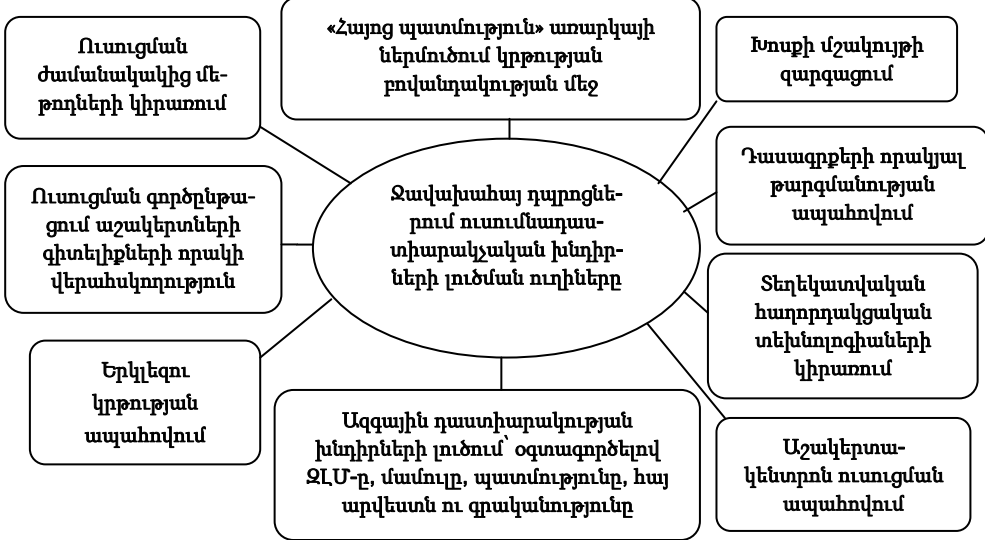 Ուսուցման
ժամանակակից մե-
թոդների կիրառում
«Հայոց պատմություն» առարկայի
ներմուծում կրթության
բովանդակության մեջ
Խոսքի մշակույթի
զարգացում
Ուսուցման գործընթա-
ցում աշակերտների
գիտելիքների որակի
վերահսկողություն
Ջավախահայ դպրոցնե-
րում ուսումնադաս-
տիարակչական խնդիր-
ների լուծման ուղիները
Դասագրքերի որակյալ
թարգմանության
ապահովում
Տեղեկատվական
հաղորդակցական
տեխնոլոգիաների
կիրառում
Երկլեզու
կրթության
ապահովում
Ազգային դաստիարակության
խնդիրների լուծում՝ օգտագործելով
ԶԼՄ-ը, մամուլը, պատմությունը, հայ
արվեստն ու գրականությունը
Աշակերտա-
կենտրոն ուսուցման
ապահովում